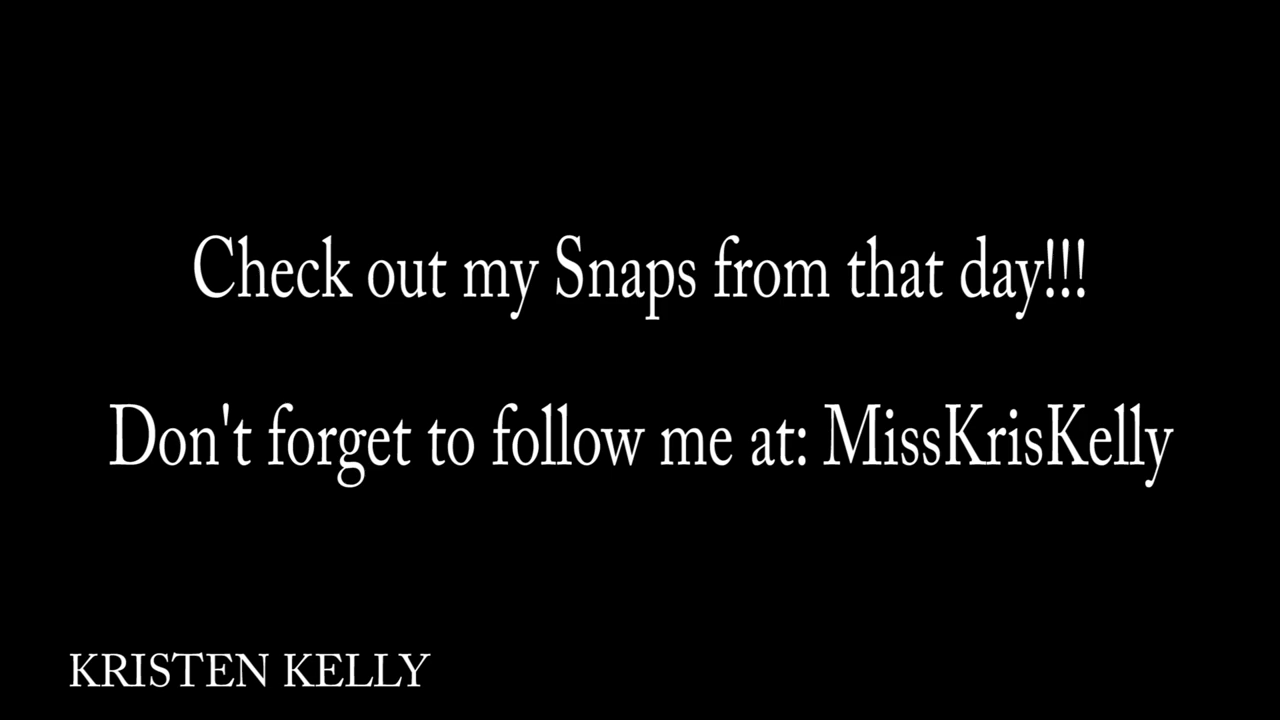 Check out my Snaps from that day!!!
Don't forget to follow me at: MissKrisKelly
KRISTEN KELLY